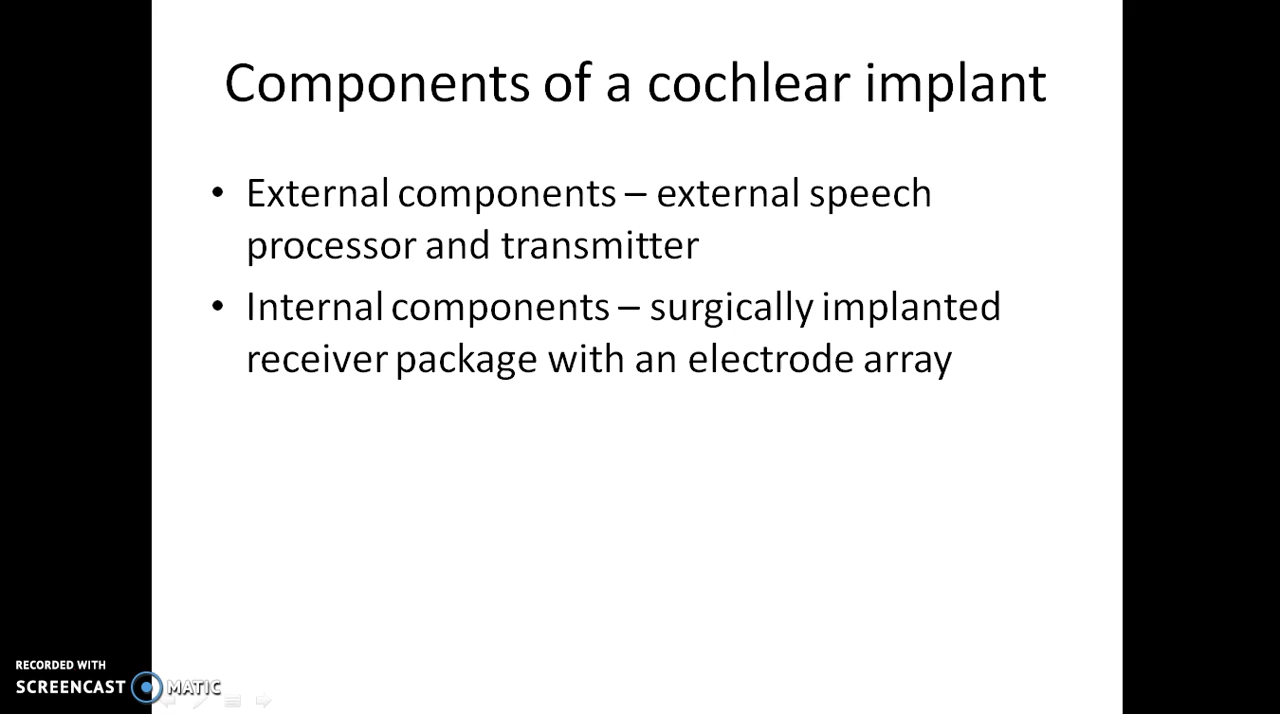 Components of a cochlear implant
• External components – external speech
processor and transmitter
• Internal components – surgically implanted
receiver package with an electrode array
RECORDED WITH
SCREENCAST MATIC